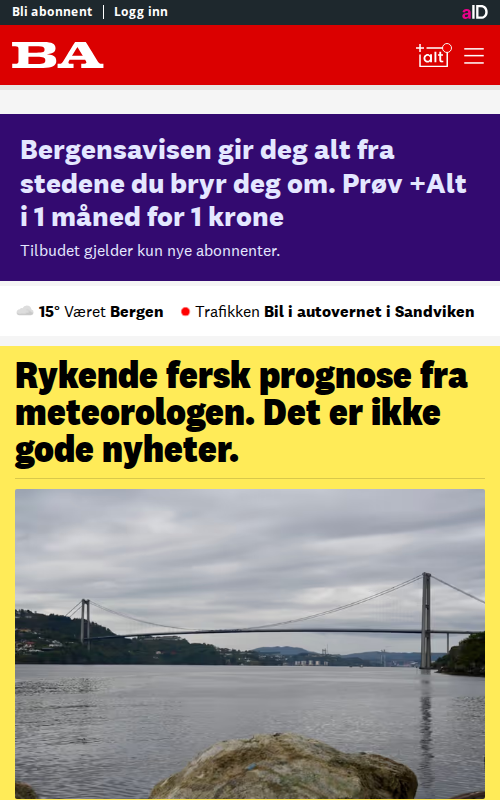 Bli abonnent | Logg inn
aID
BA
+alt
Bergensavisen gir deg alt fra
stedene du bryr deg om. Prøv +Alt
i 1 måned for 1 krone
Tilbudet gjelder kun nye abonnenter.
15° Været Bergen Trafikken Bil i autovernet i Sandviken
Rykende fersk prognose fra
meteorologen. Det er ikke
gode nyheter.